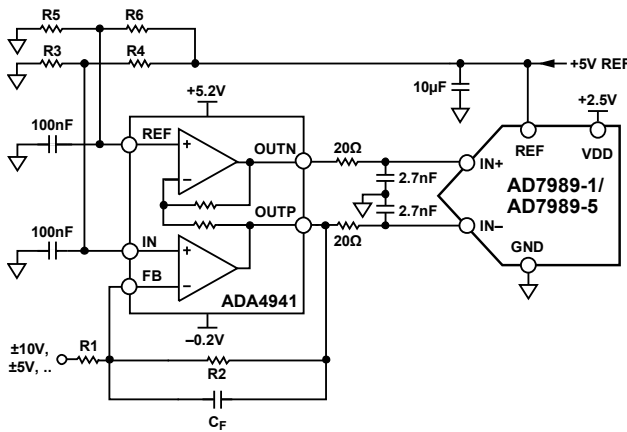 R5
R6
R3
R4
+5V REF
10µF
+5.2V
+2.5V
100nF
REF
OUTN
20Ω
IN+
REF
VDD
2.7nF
AD7989-1/
AD7989-5
2.7nF
OUTP
100nF
IN
20Ω
IN–
FB
GND
ADA4941
–0.2V
±10V,
±5V, ..
R1
R2
CF